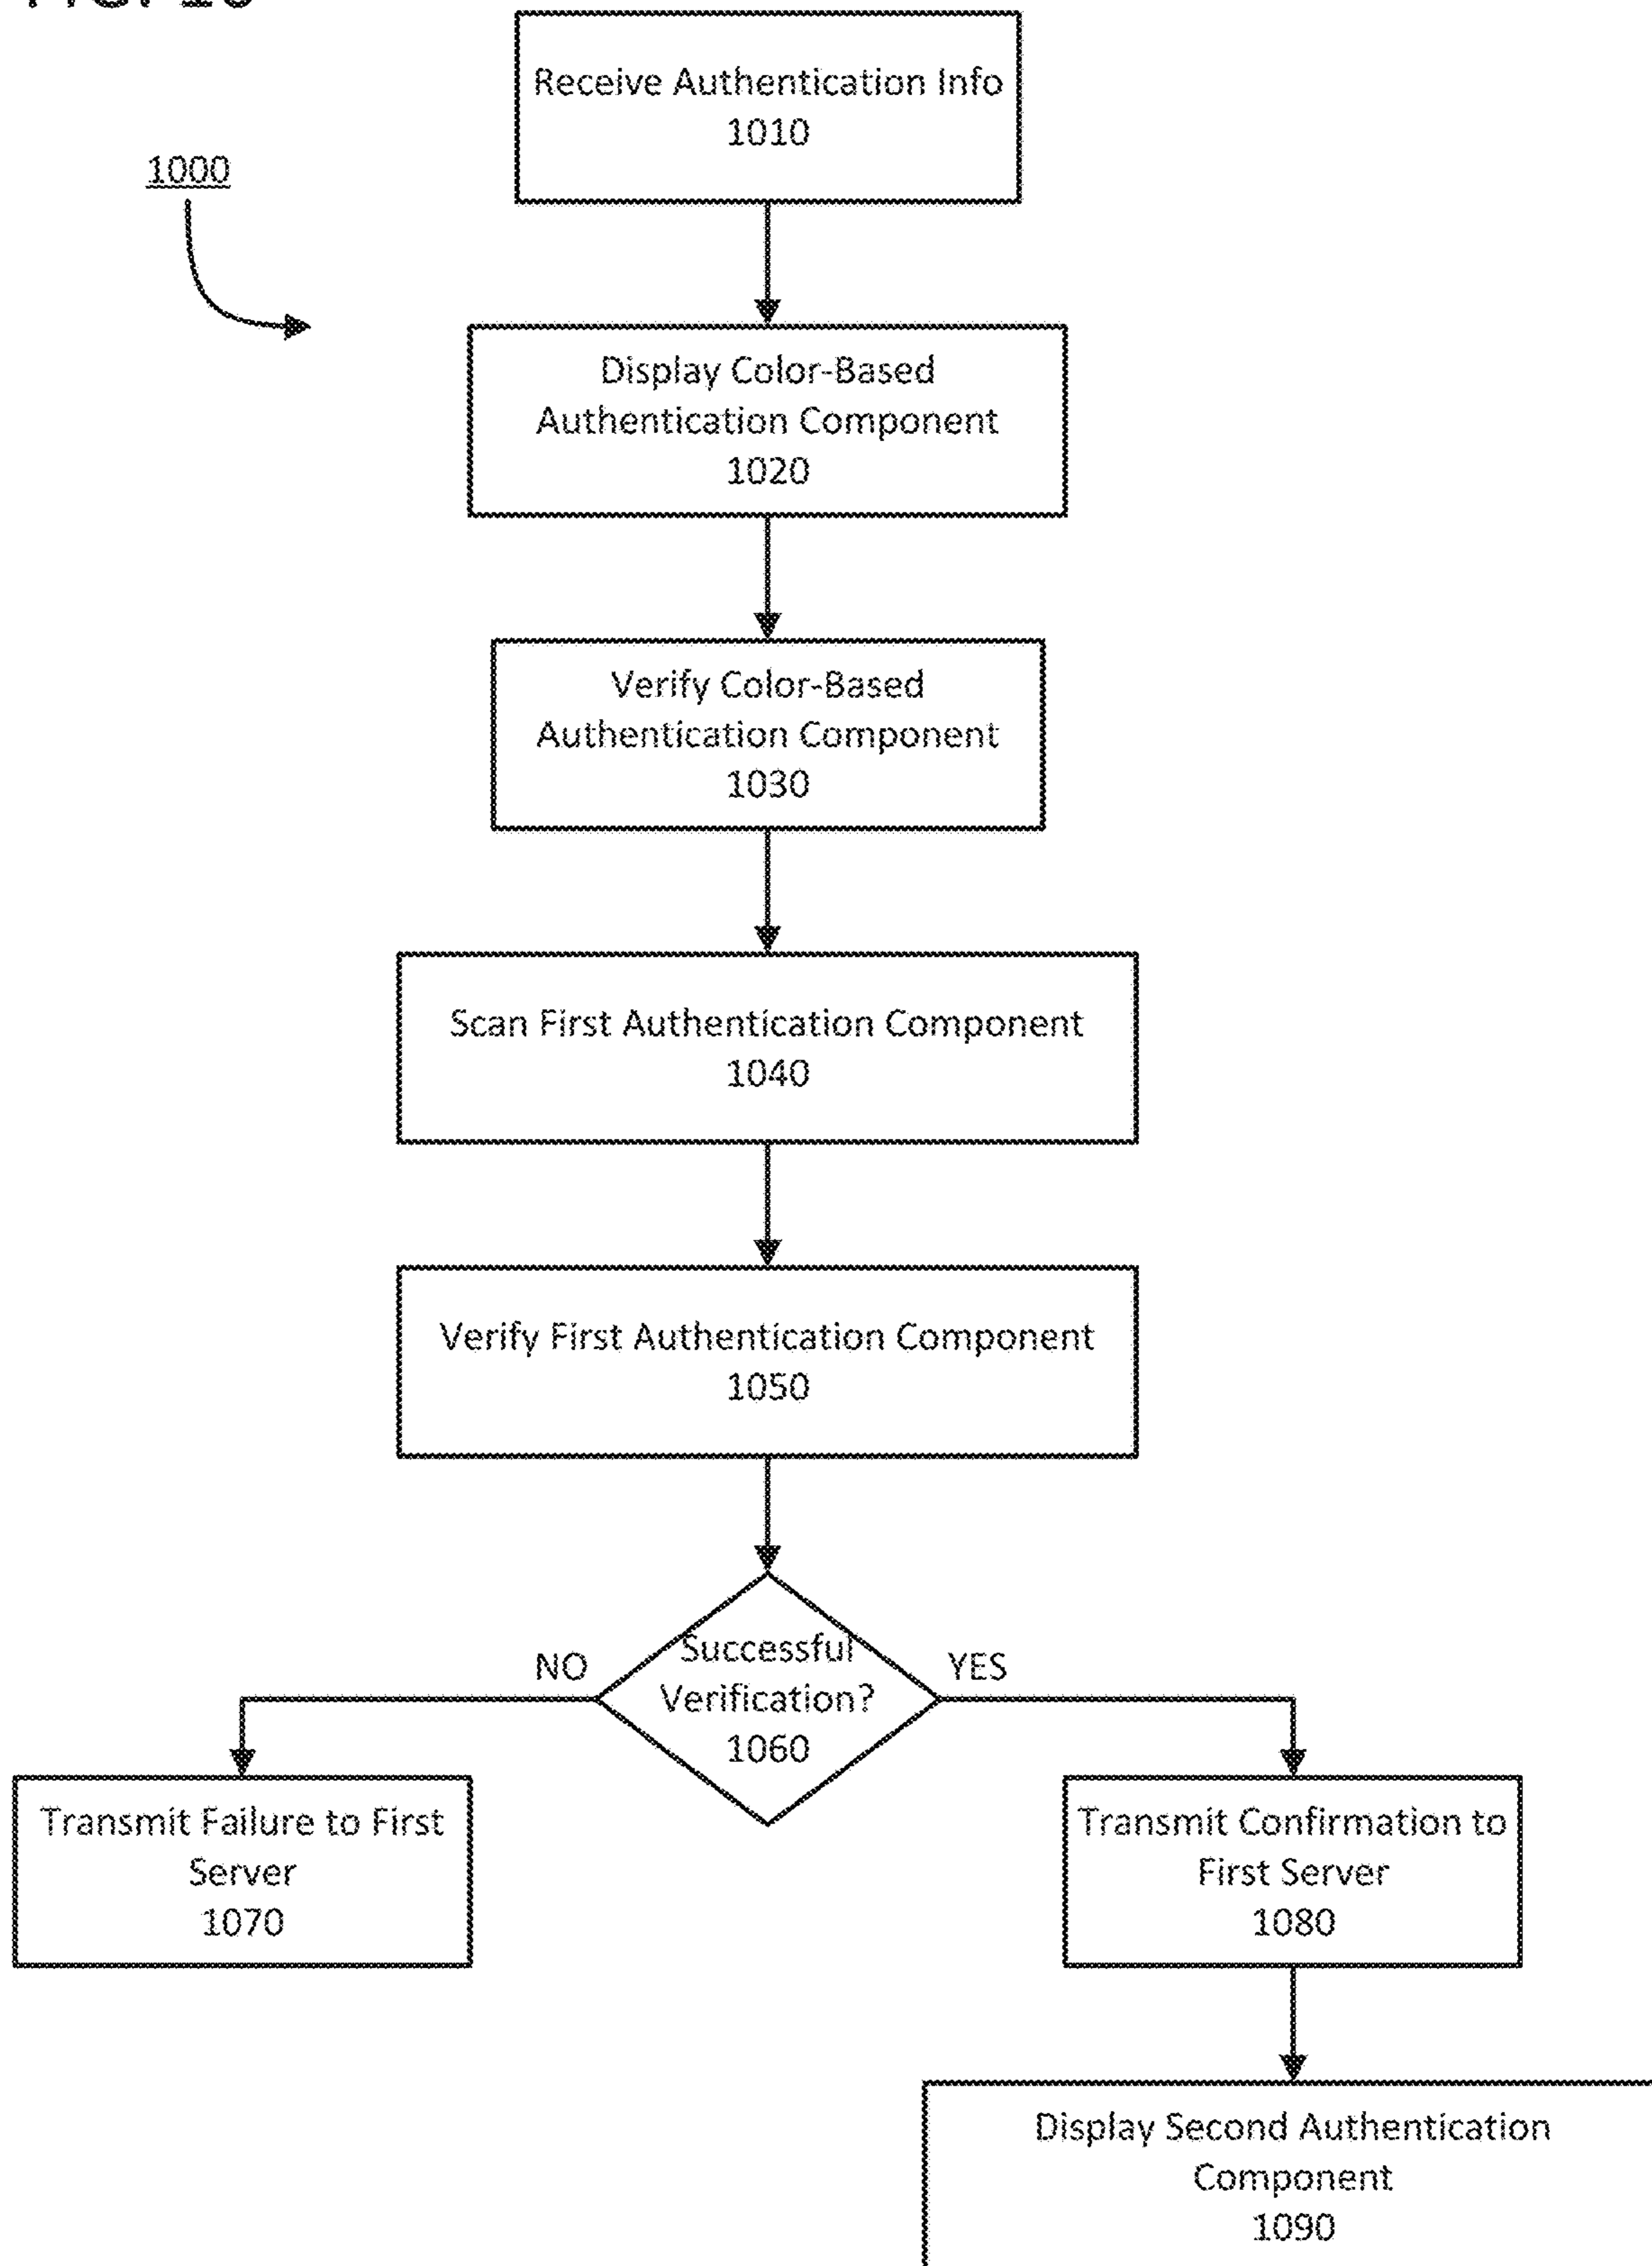 Receive Authentication Info
1010
1000
Display Color-Based
Authentication Component
1020
Verify Color-Based
Authentication Component
1030
Scan First Authentication Component
1040
Verify First Authentication Component
1050
Successful
Verification?
1060
NO
YES
Transmit Failure to First
Server
1070
Transmit Confirmation to
First Server
1080
Display Second Authentication
Component
1090